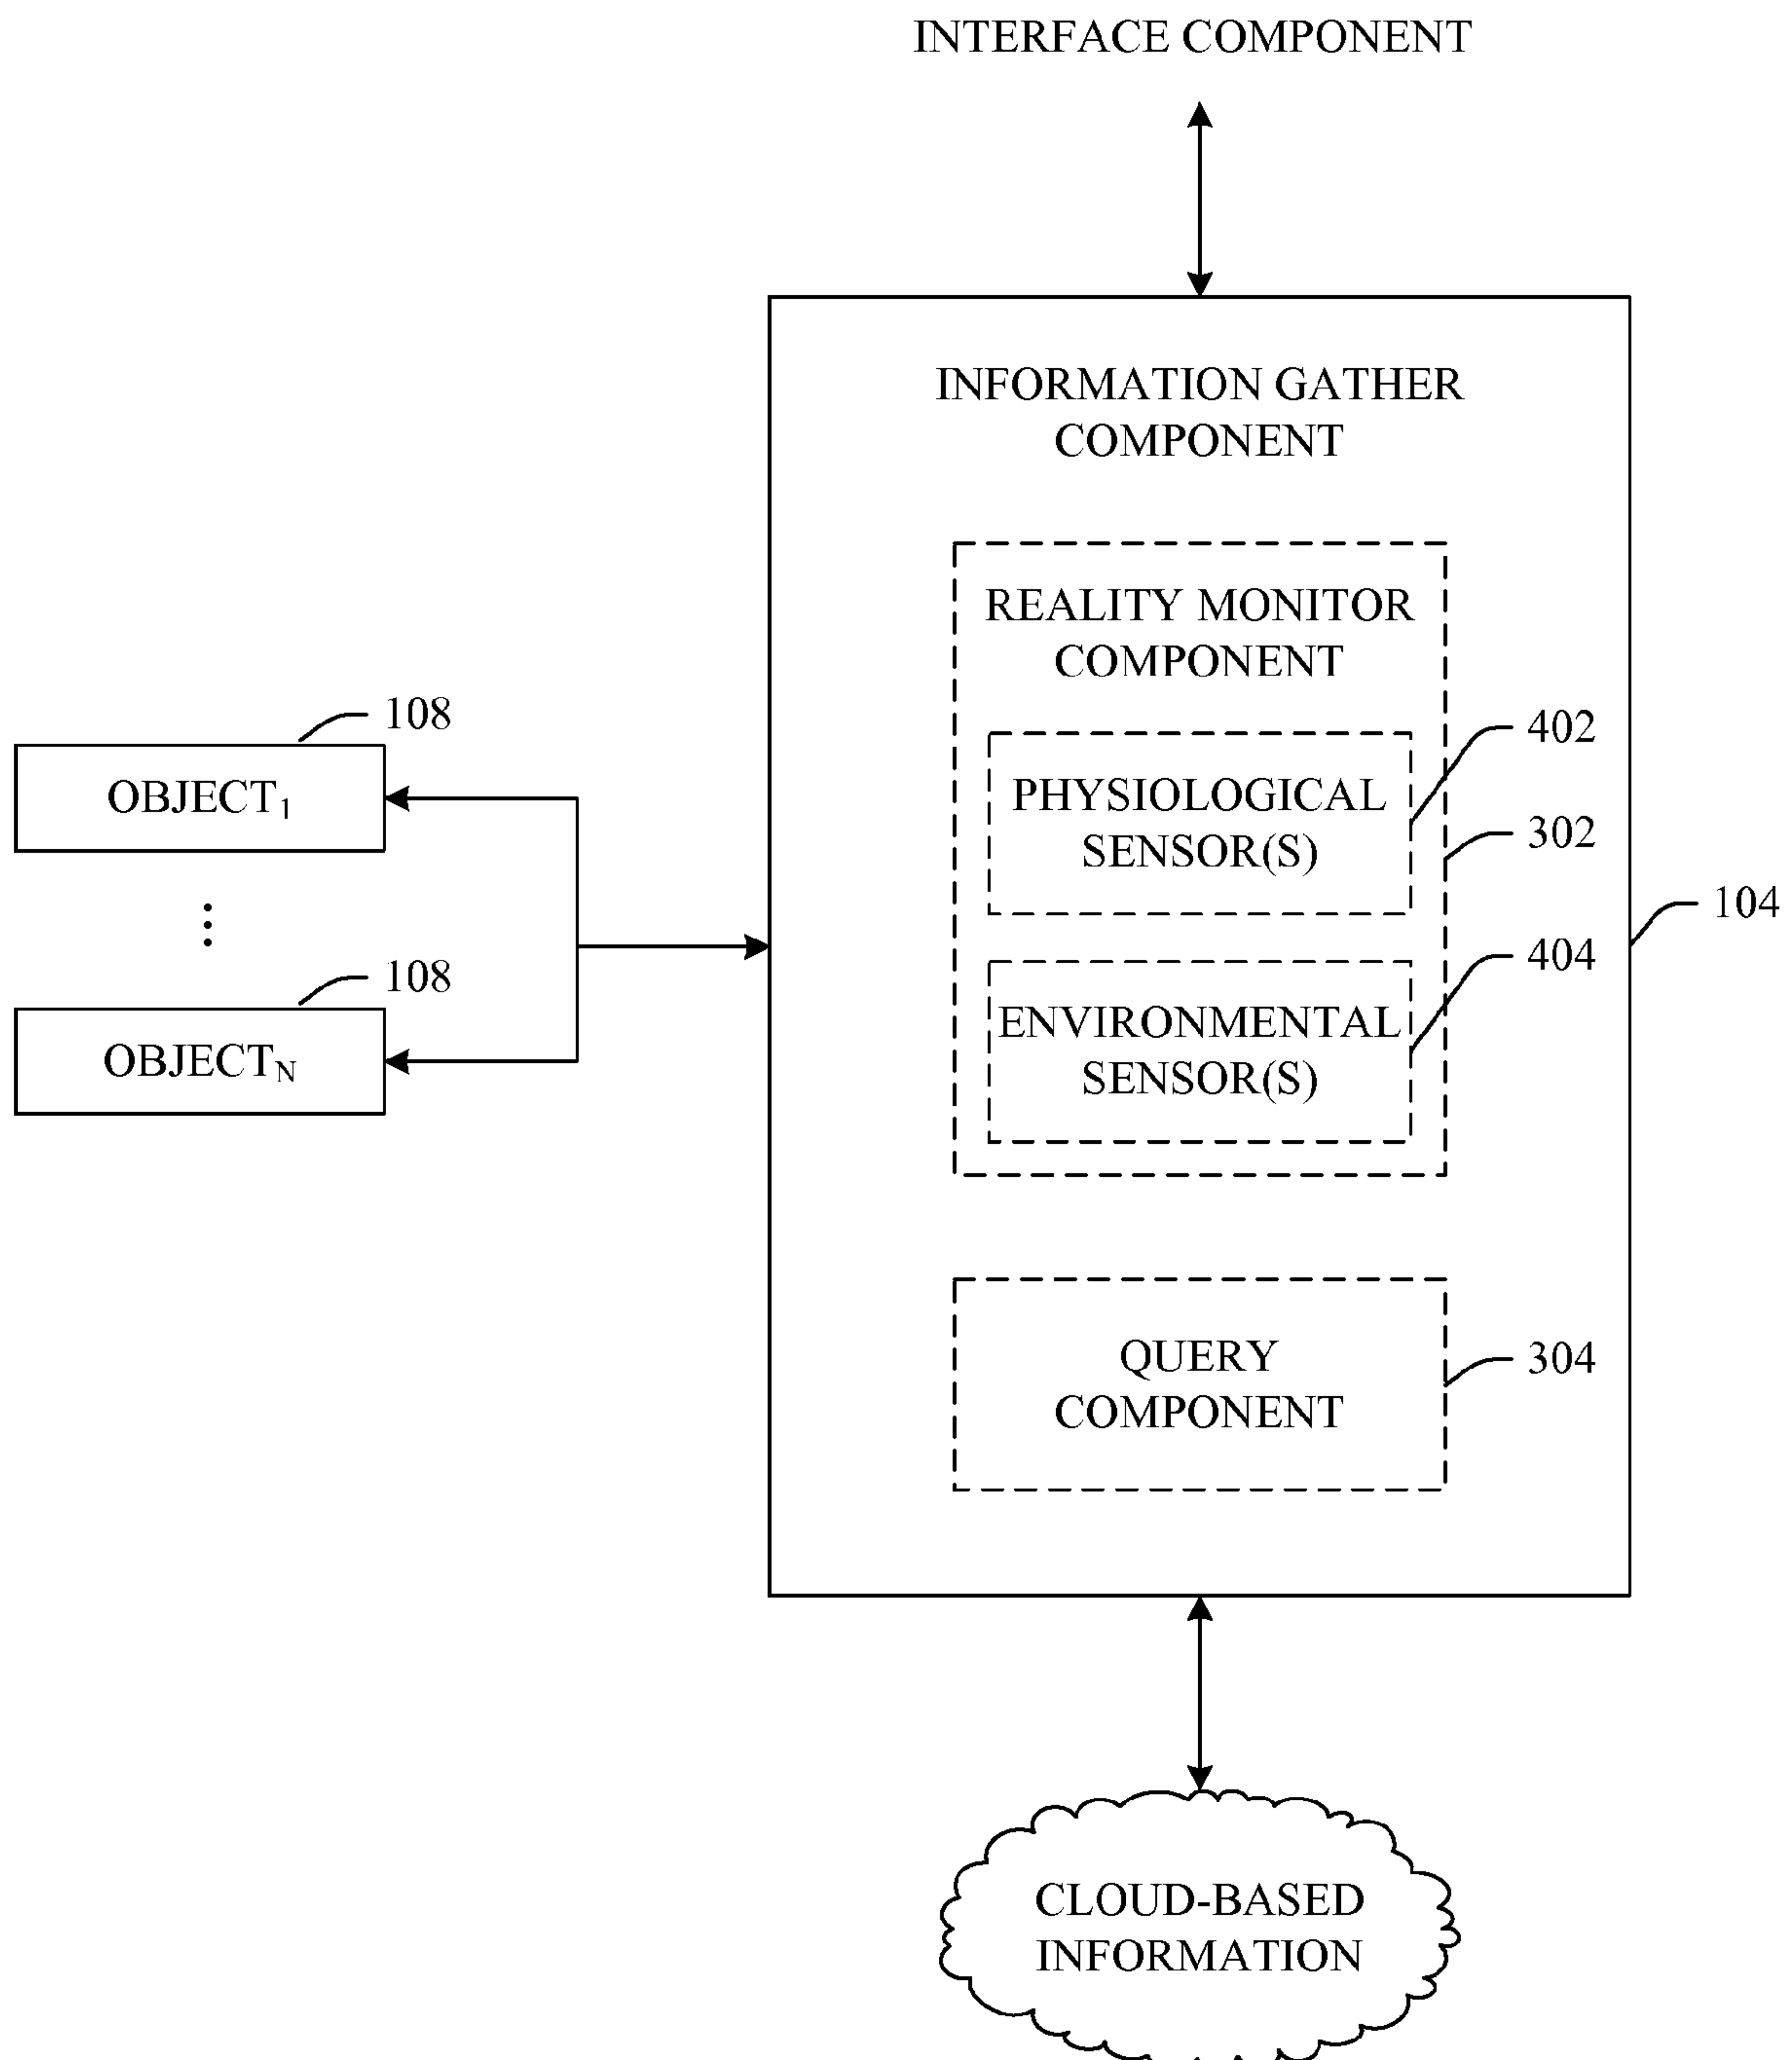 INTERFACE COMPONENT
INFORMATION GATHER
COMPONENT
REALITY MONITOR
COMPONENT
108
402
OBJECT1
PHYSIOLOGICAL
SENSOR(S)
302
104
108
404
OBJECTN
ENVIRONMENTAL
SENSOR(S)
QUERY
COMPONENT
304
CLOUD-BASED
INFORMATION